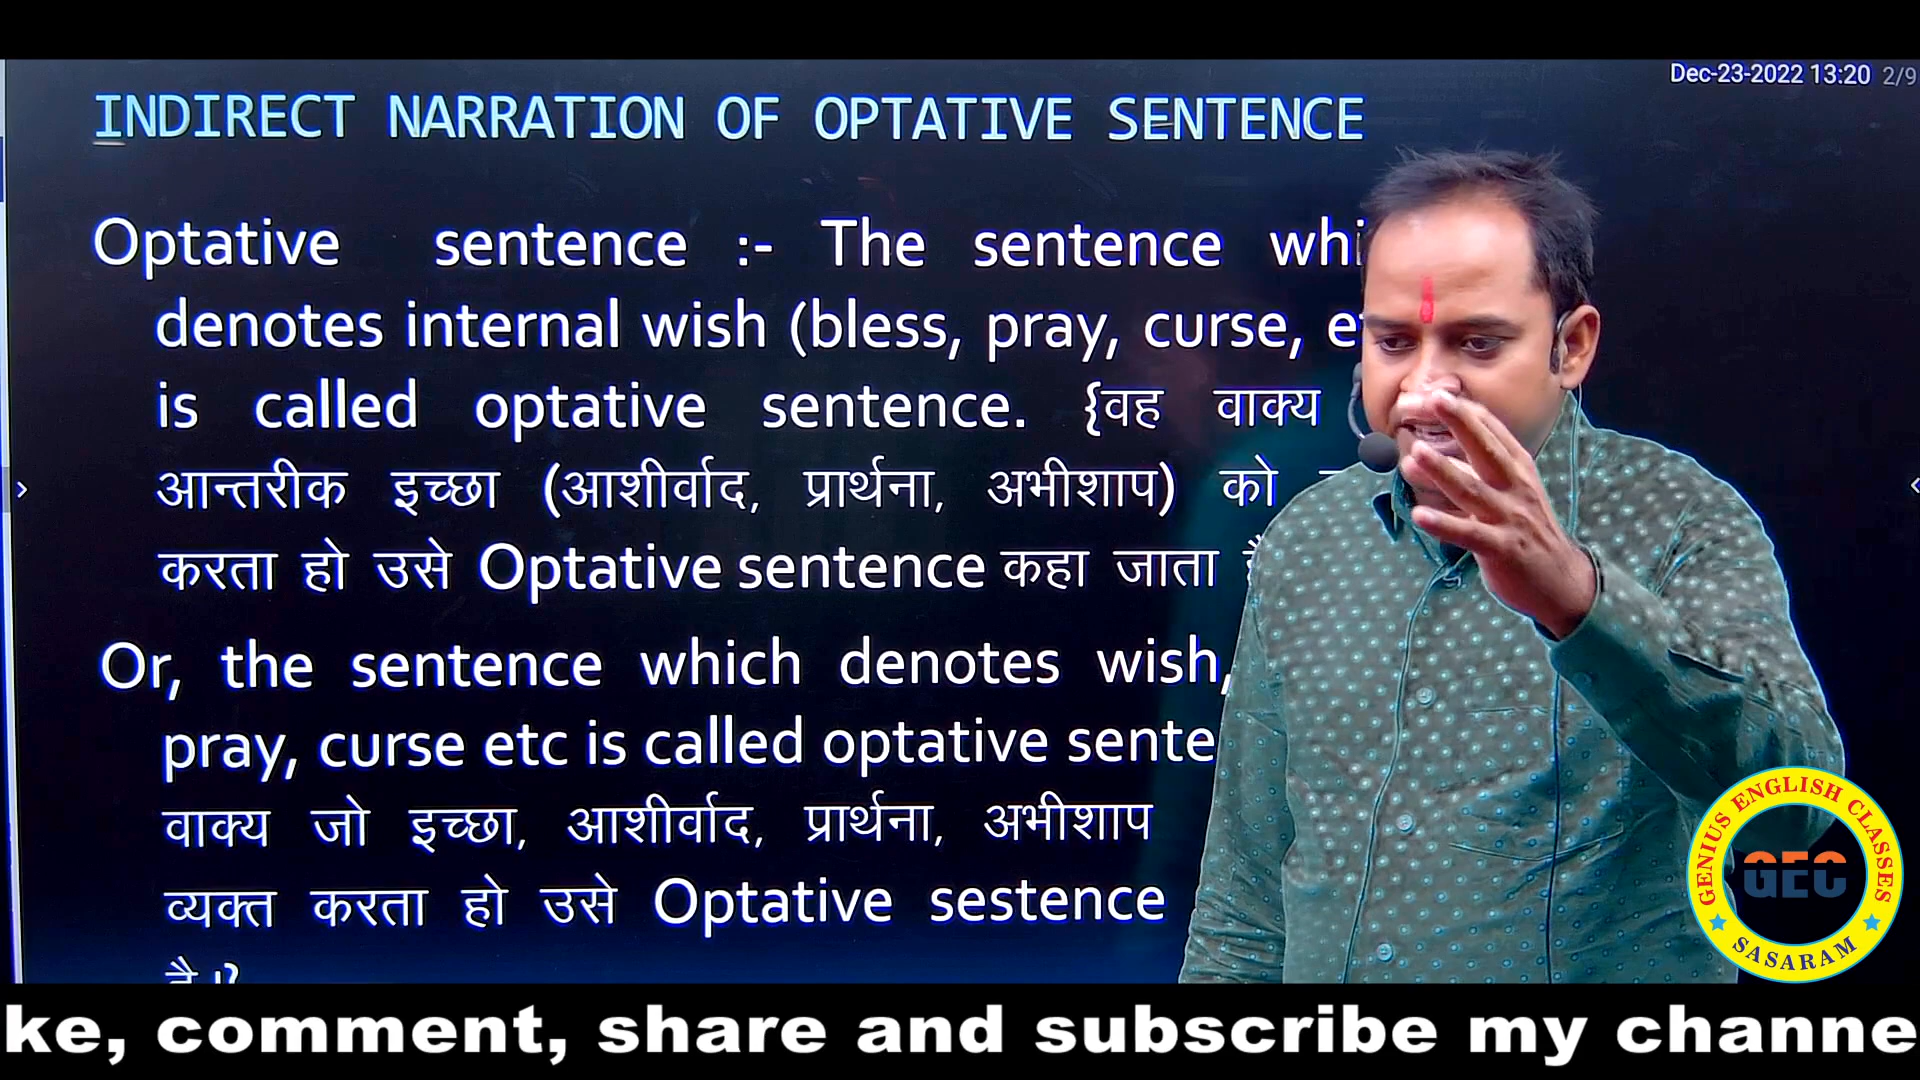 Dec-23-2022 13:20 2/9
INDIRECT NARRATION OF OPTATIVE SENTENCE
Optative sentence :- The sentence whi
denotes internal wish (bless, pray, curse, e
is called optative sentence. {वह वाक्य
आन्तरीक इच्छा (आशीर्वाद, प्रार्थना, अभीशाप) को
करता हो उसे Optative sentence कहा जाता
Or, the sentence which denotes wish,
pray, curse etc is called optative sente
वाक्य जो इच्छा, आशीर्वाद, प्रार्थना, अभीशाप
व्यक्त करता हो उसे Optative sestence
है।?
GENIUS ENGLISH CLASSES
GEC
SASARAM
ke, comment, share and subscribe my channe